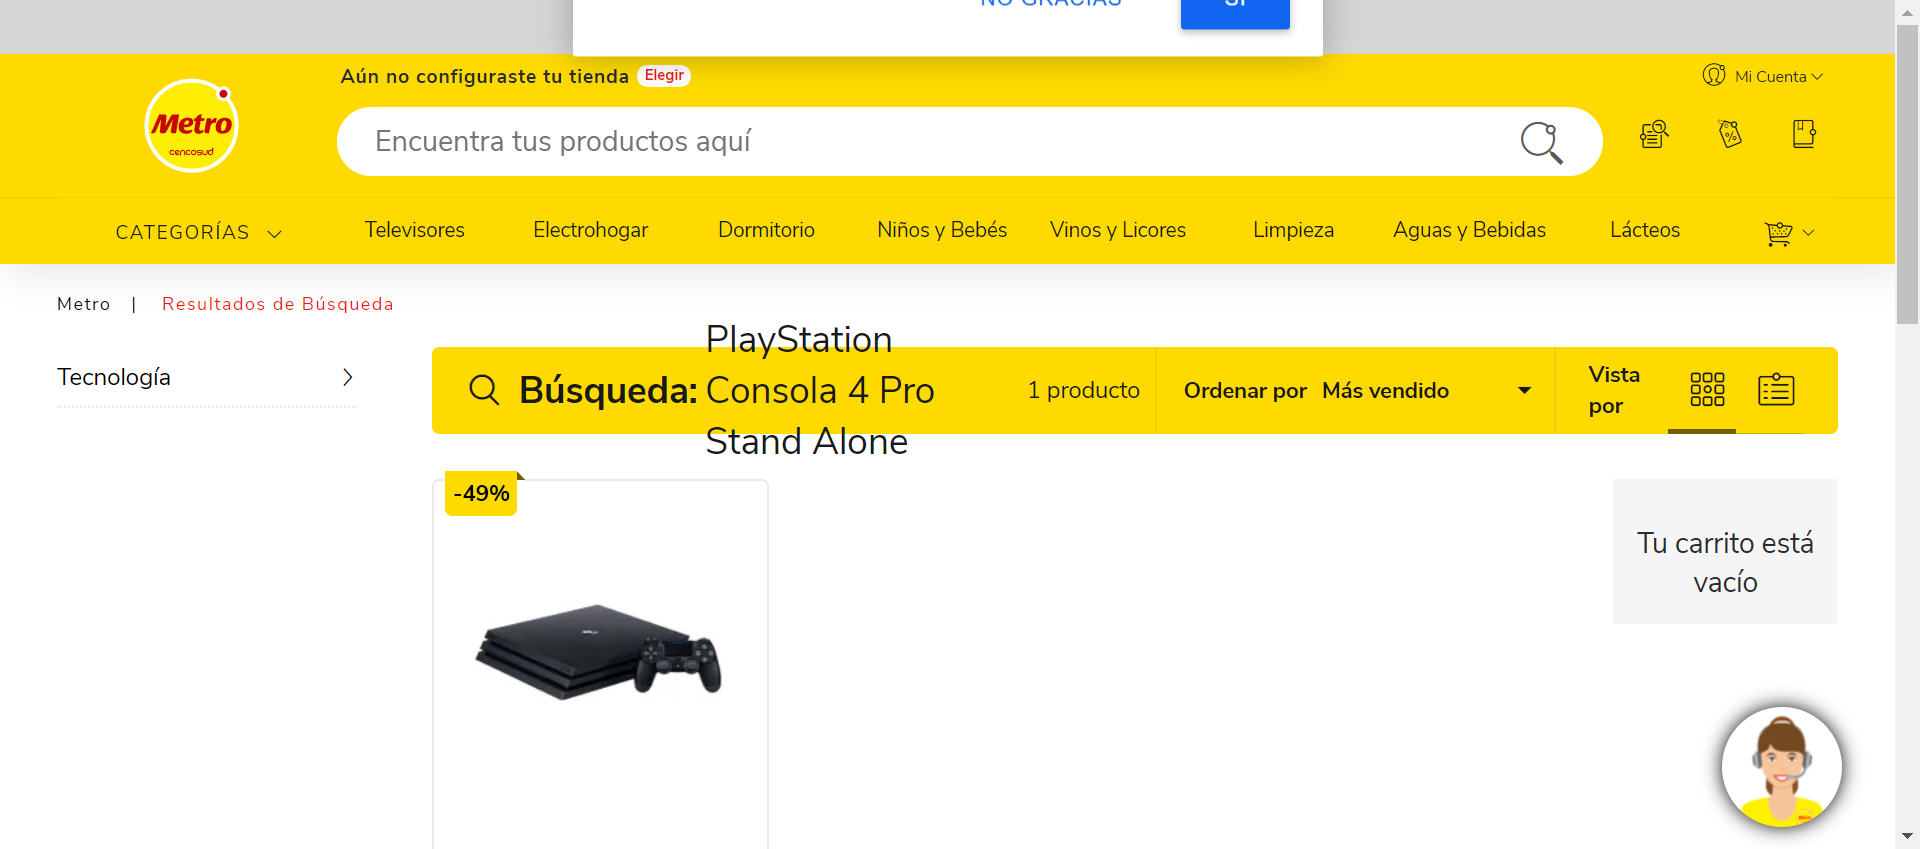 NO GRACIAS
SÍ
Aún no configuraste tu tienda Elegir
Mi Cuenta
Metro
cencosud
Encuentra tus productos aquí
CATEGORÍAS
Televisores
Electrohogar
Dormitorio
Niños y Bebés
Vinos y Licores
Limpieza
Aguas y Bebidas
Lácteos
Metro | Resultados de Búsqueda
Tecnología
Búsqueda:
PlayStation
Consola 4 Pro
Stand Alone
1 producto
Ordenar por Más vendido
Vista
por
-49%
Tu carrito está
vacío